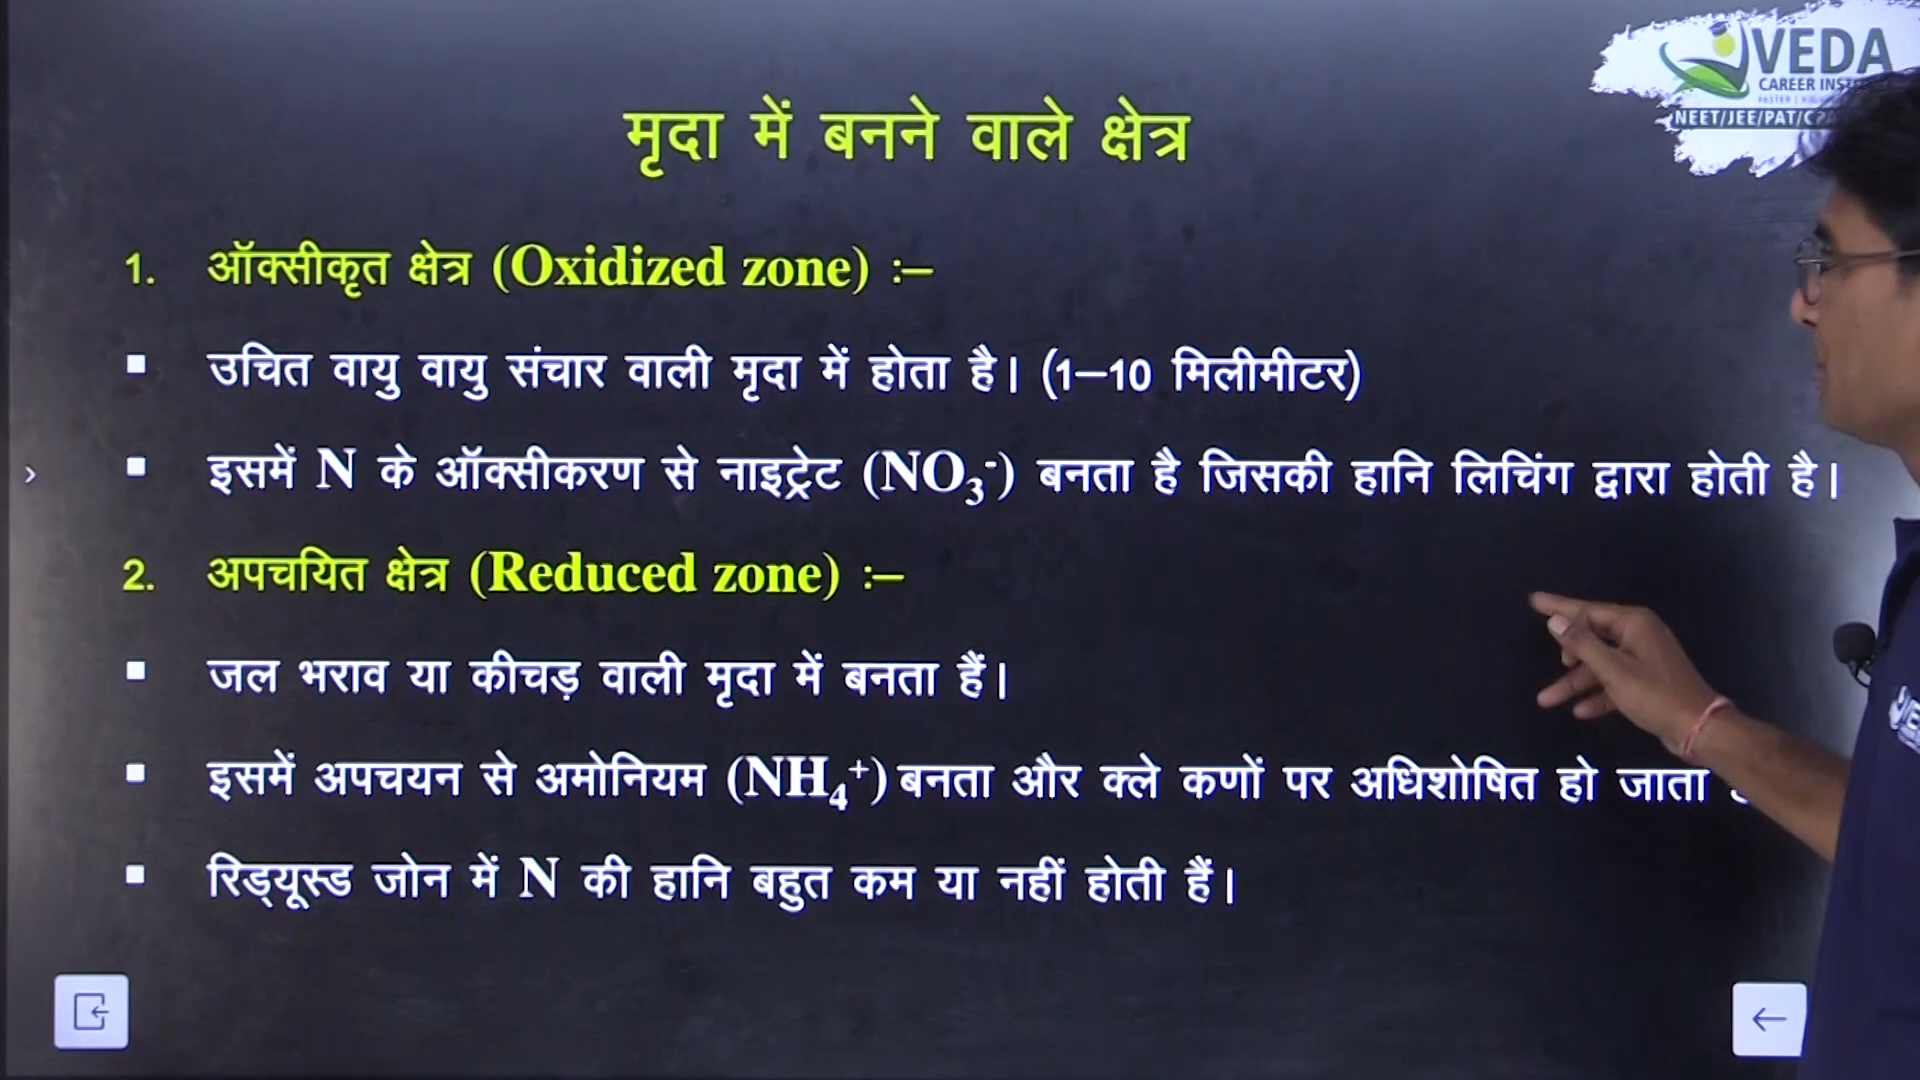 VEDA
CAREER INST
NEET/JEE/PAT/C
मृदा में बनने वाले क्षेत्र
1. ऑक्सीकृत क्षेत्र (Oxidized zone) :–
▪ उचित वायु वायु संचार वाली मृदा में होता है। (1–10 मिलीमीटर)
▪ इसमें N के ऑक्सीकरण से नाइट्रेट (NO₃⁻) बनता है जिसकी हानि लिचिंग द्वारा होती है।
2. अपचयित क्षेत्र (Reduced zone) :–
▪ जल भराव या कीचड़ वाली मृदा में बनता हैं।
▪ इसमें अपचयन से अमोनियम (NH₄⁺) बनता और क्ले कणों पर अधिशोषित हो जाता
▪ रिड्यूस्ड जोन में N की हानि बहुत कम या नहीं होती हैं।